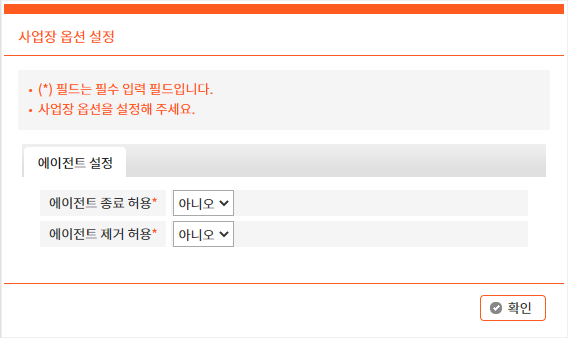 사업장 옵션 설정
• (*) 필드는 필수 입력 필드입니다.
• 사업장 옵션을 설정해 주세요.
에이전트 설정
에이전트 종료 허용* 아니오
에이전트 제거 허용* 아니오
확인